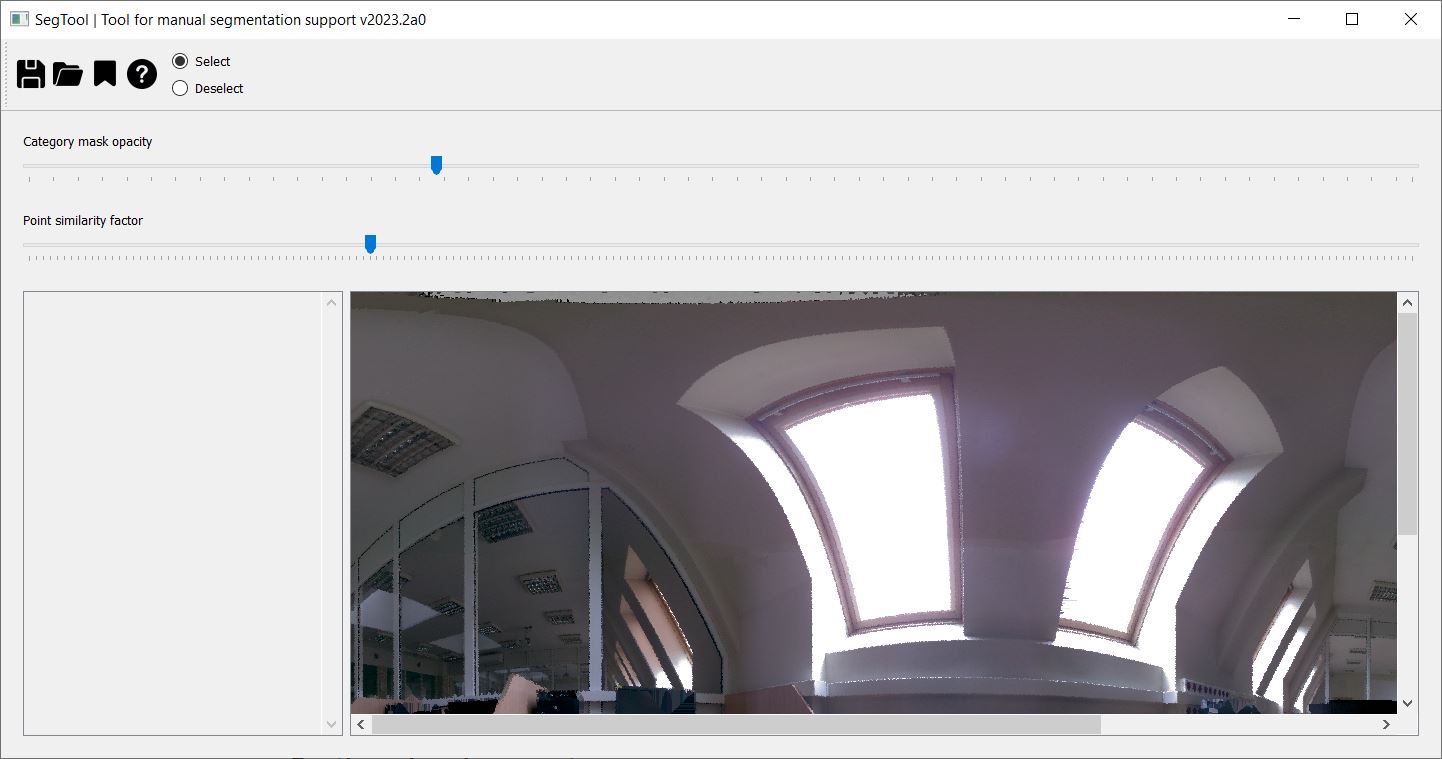 SegTool | Tool for manual segmentation support v2023.2a0
Select
Deselect
Category mask opacity
Point similarity factor